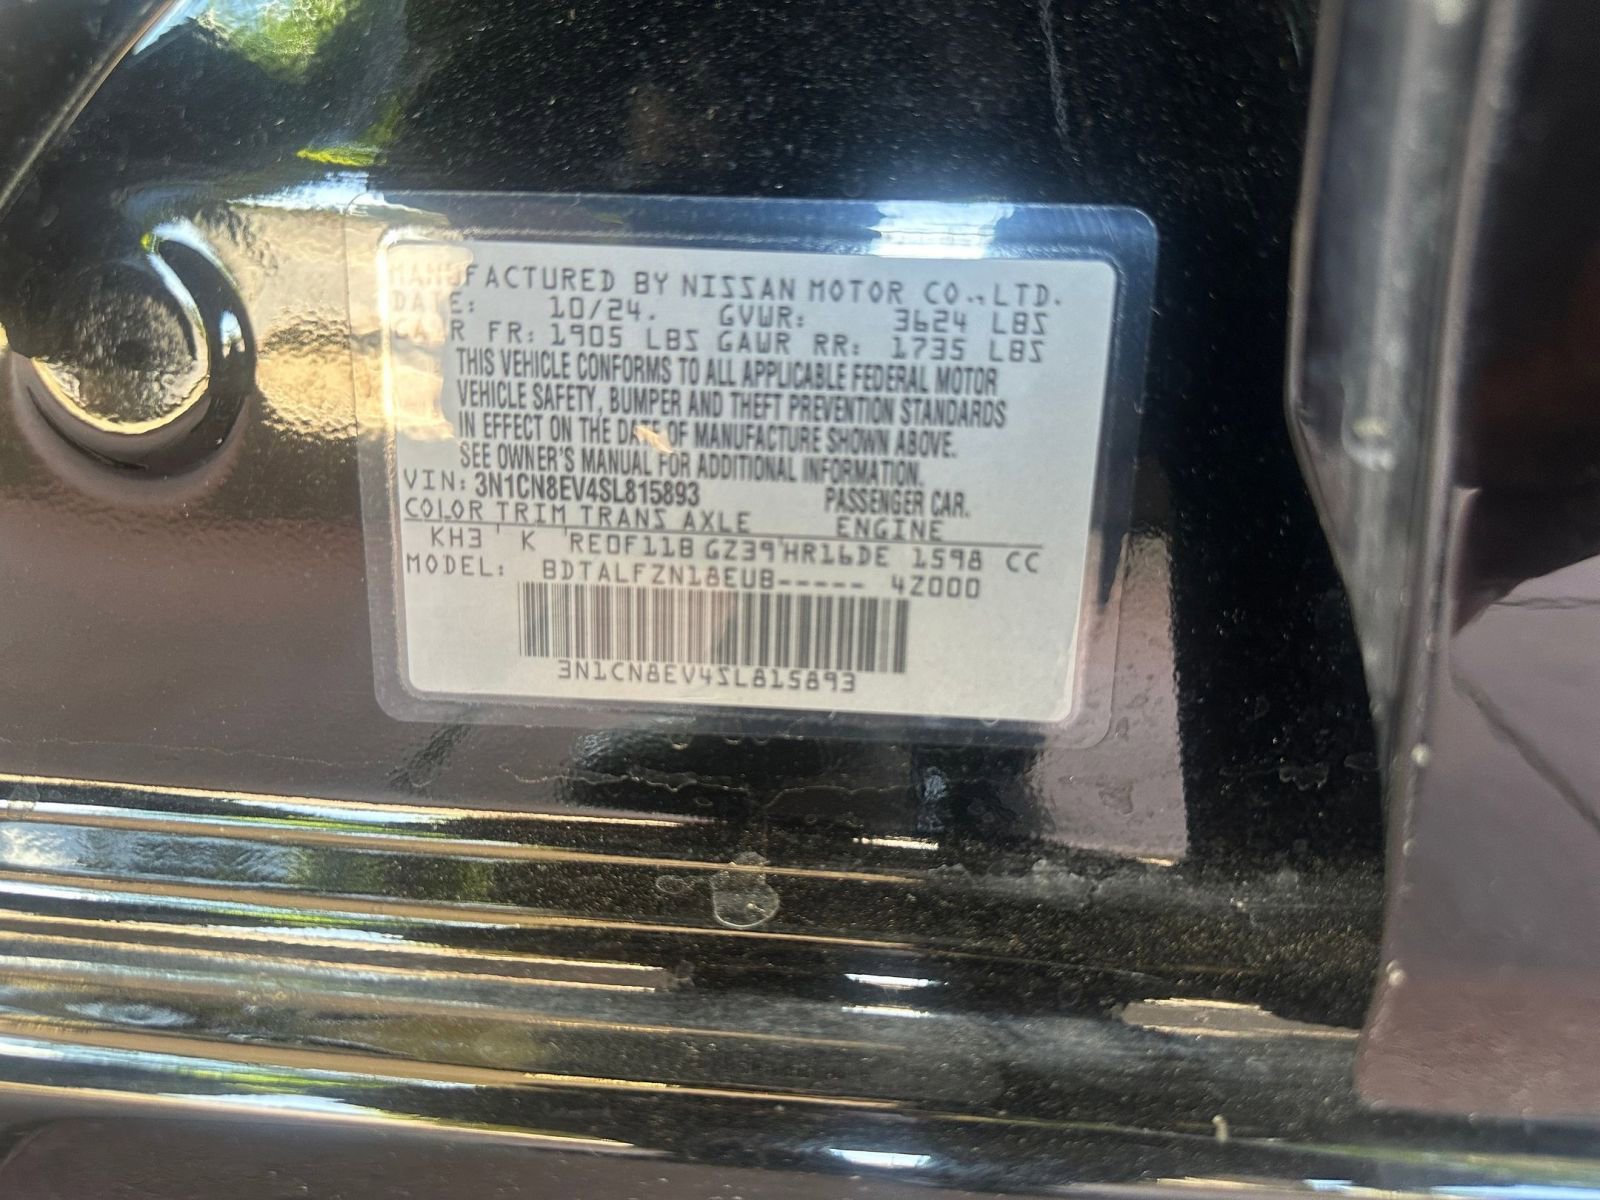 MANUFACTURED BY NISSAN MOTOR CO.,LTD.
DATE: 10/24. GVWR: 3624 LBS
GAWR FR: 1905 LBS GAWR RR: 1735 LBS
THIS VEHICLE CONFORMS TO ALL APPLICABLE FEDERAL MOTOR
VEHICLE SAFETY, BUMPER AND THEFT PREVENTION STANDARDS
IN EFFECT ON THE DATE OF MANUFACTURE SHOWN ABOVE.
SEE OWNER'S MANUAL FOR ADDITIONAL INFORMATION.
VIN: 3N1CN8EV4SL815893 PASSENGER CAR.
COLOR TRIM TRANS AXLE ENGINE
KH3 K RE0F11B GZ39 HR16DE 1598 CC
MODEL: BDTALFZN18EUB----- 4Z000
3N1CN8EV4SL815893